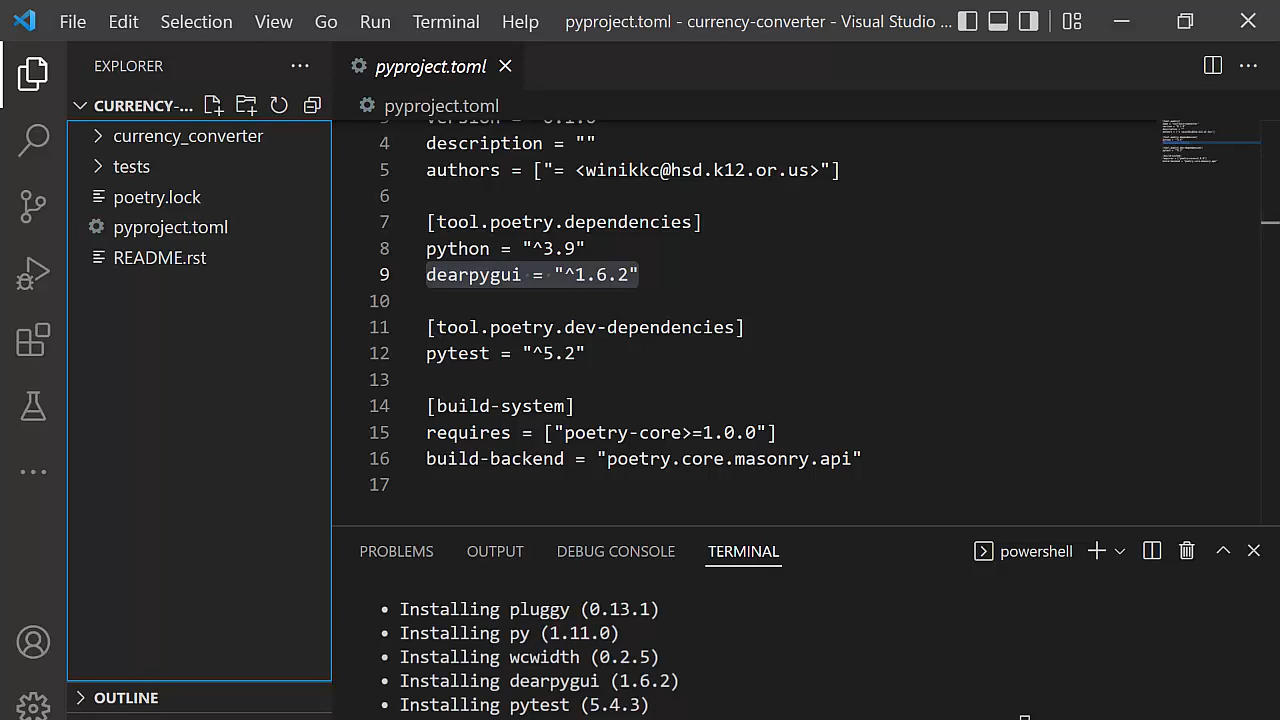 File Edit Selection View Go Run Terminal Help pyproject.toml - currency-converter - Visual Studio ...
EXPLORER
CURRENCY-...
currency_converter
tests
poetry.lock
pyproject.toml
README.rst
OUTLINE
pyproject.toml
pyproject.toml
4 description = ""
5 authors = ["= <winikkc@hsd.k12.or.us>"]
6
7 [tool.poetry.dependencies]
8 python = "^3.9"
9 dearpygui = "^1.6.2"
10
11 [tool.poetry.dev-dependencies]
12 pytest = "^5.2"
13
14 [build-system]
15 requires = ["poetry-core>=1.0.0"]
16 build-backend = "poetry.core.masonry.api"
17
PROBLEMS OUTPUT DEBUG CONSOLE TERMINAL powershell
• Installing pluggy (0.13.1)
• Installing py (1.11.0)
• Installing wcwidth (0.2.5)
• Installing dearpygui (1.6.2)
• Installing pytest (5.4.3)